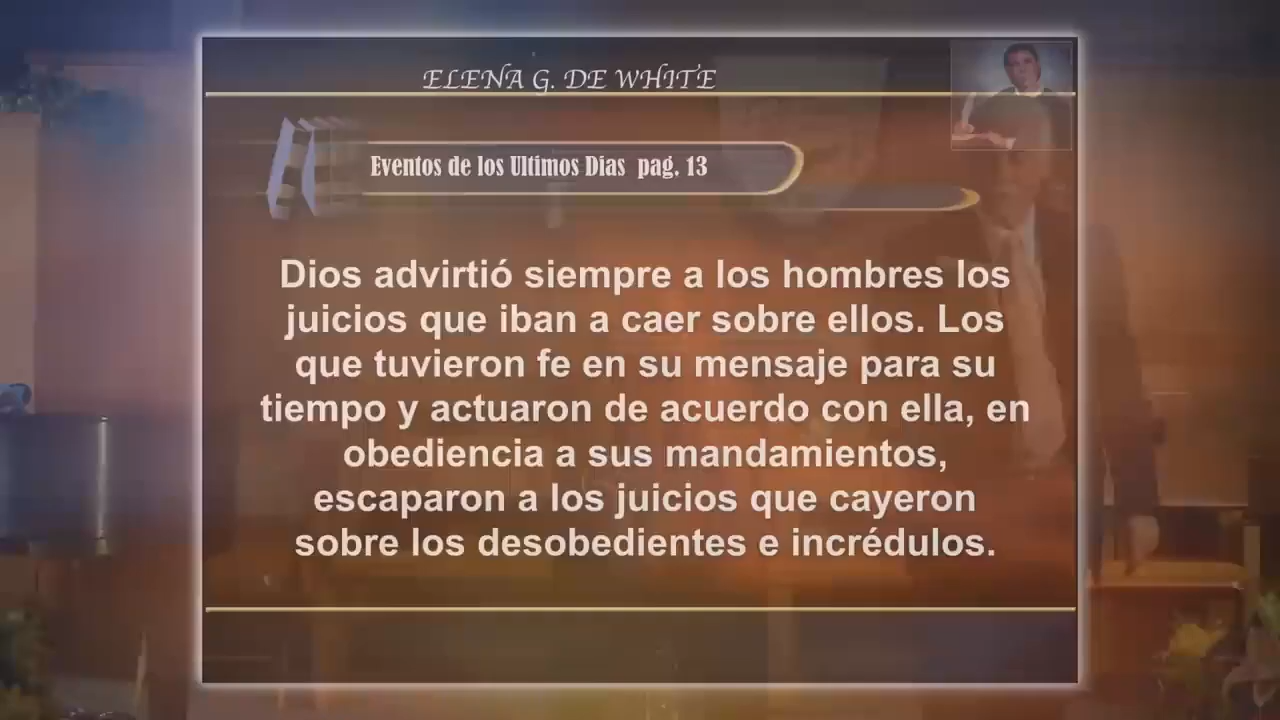 ELENA G. DE WHITE
Eventos de los Ultimos Dias pag. 13
Dios advirtió siempre a los hombres los
juicios que iban a caer sobre ellos. Los
que tuvieron fe en su mensaje para su
tiempo y actuaron de acuerdo con ella, en
obediencia a sus mandamientos,
escaparon a los juicios que cayeron
sobre los desobedientes e incrédulos.